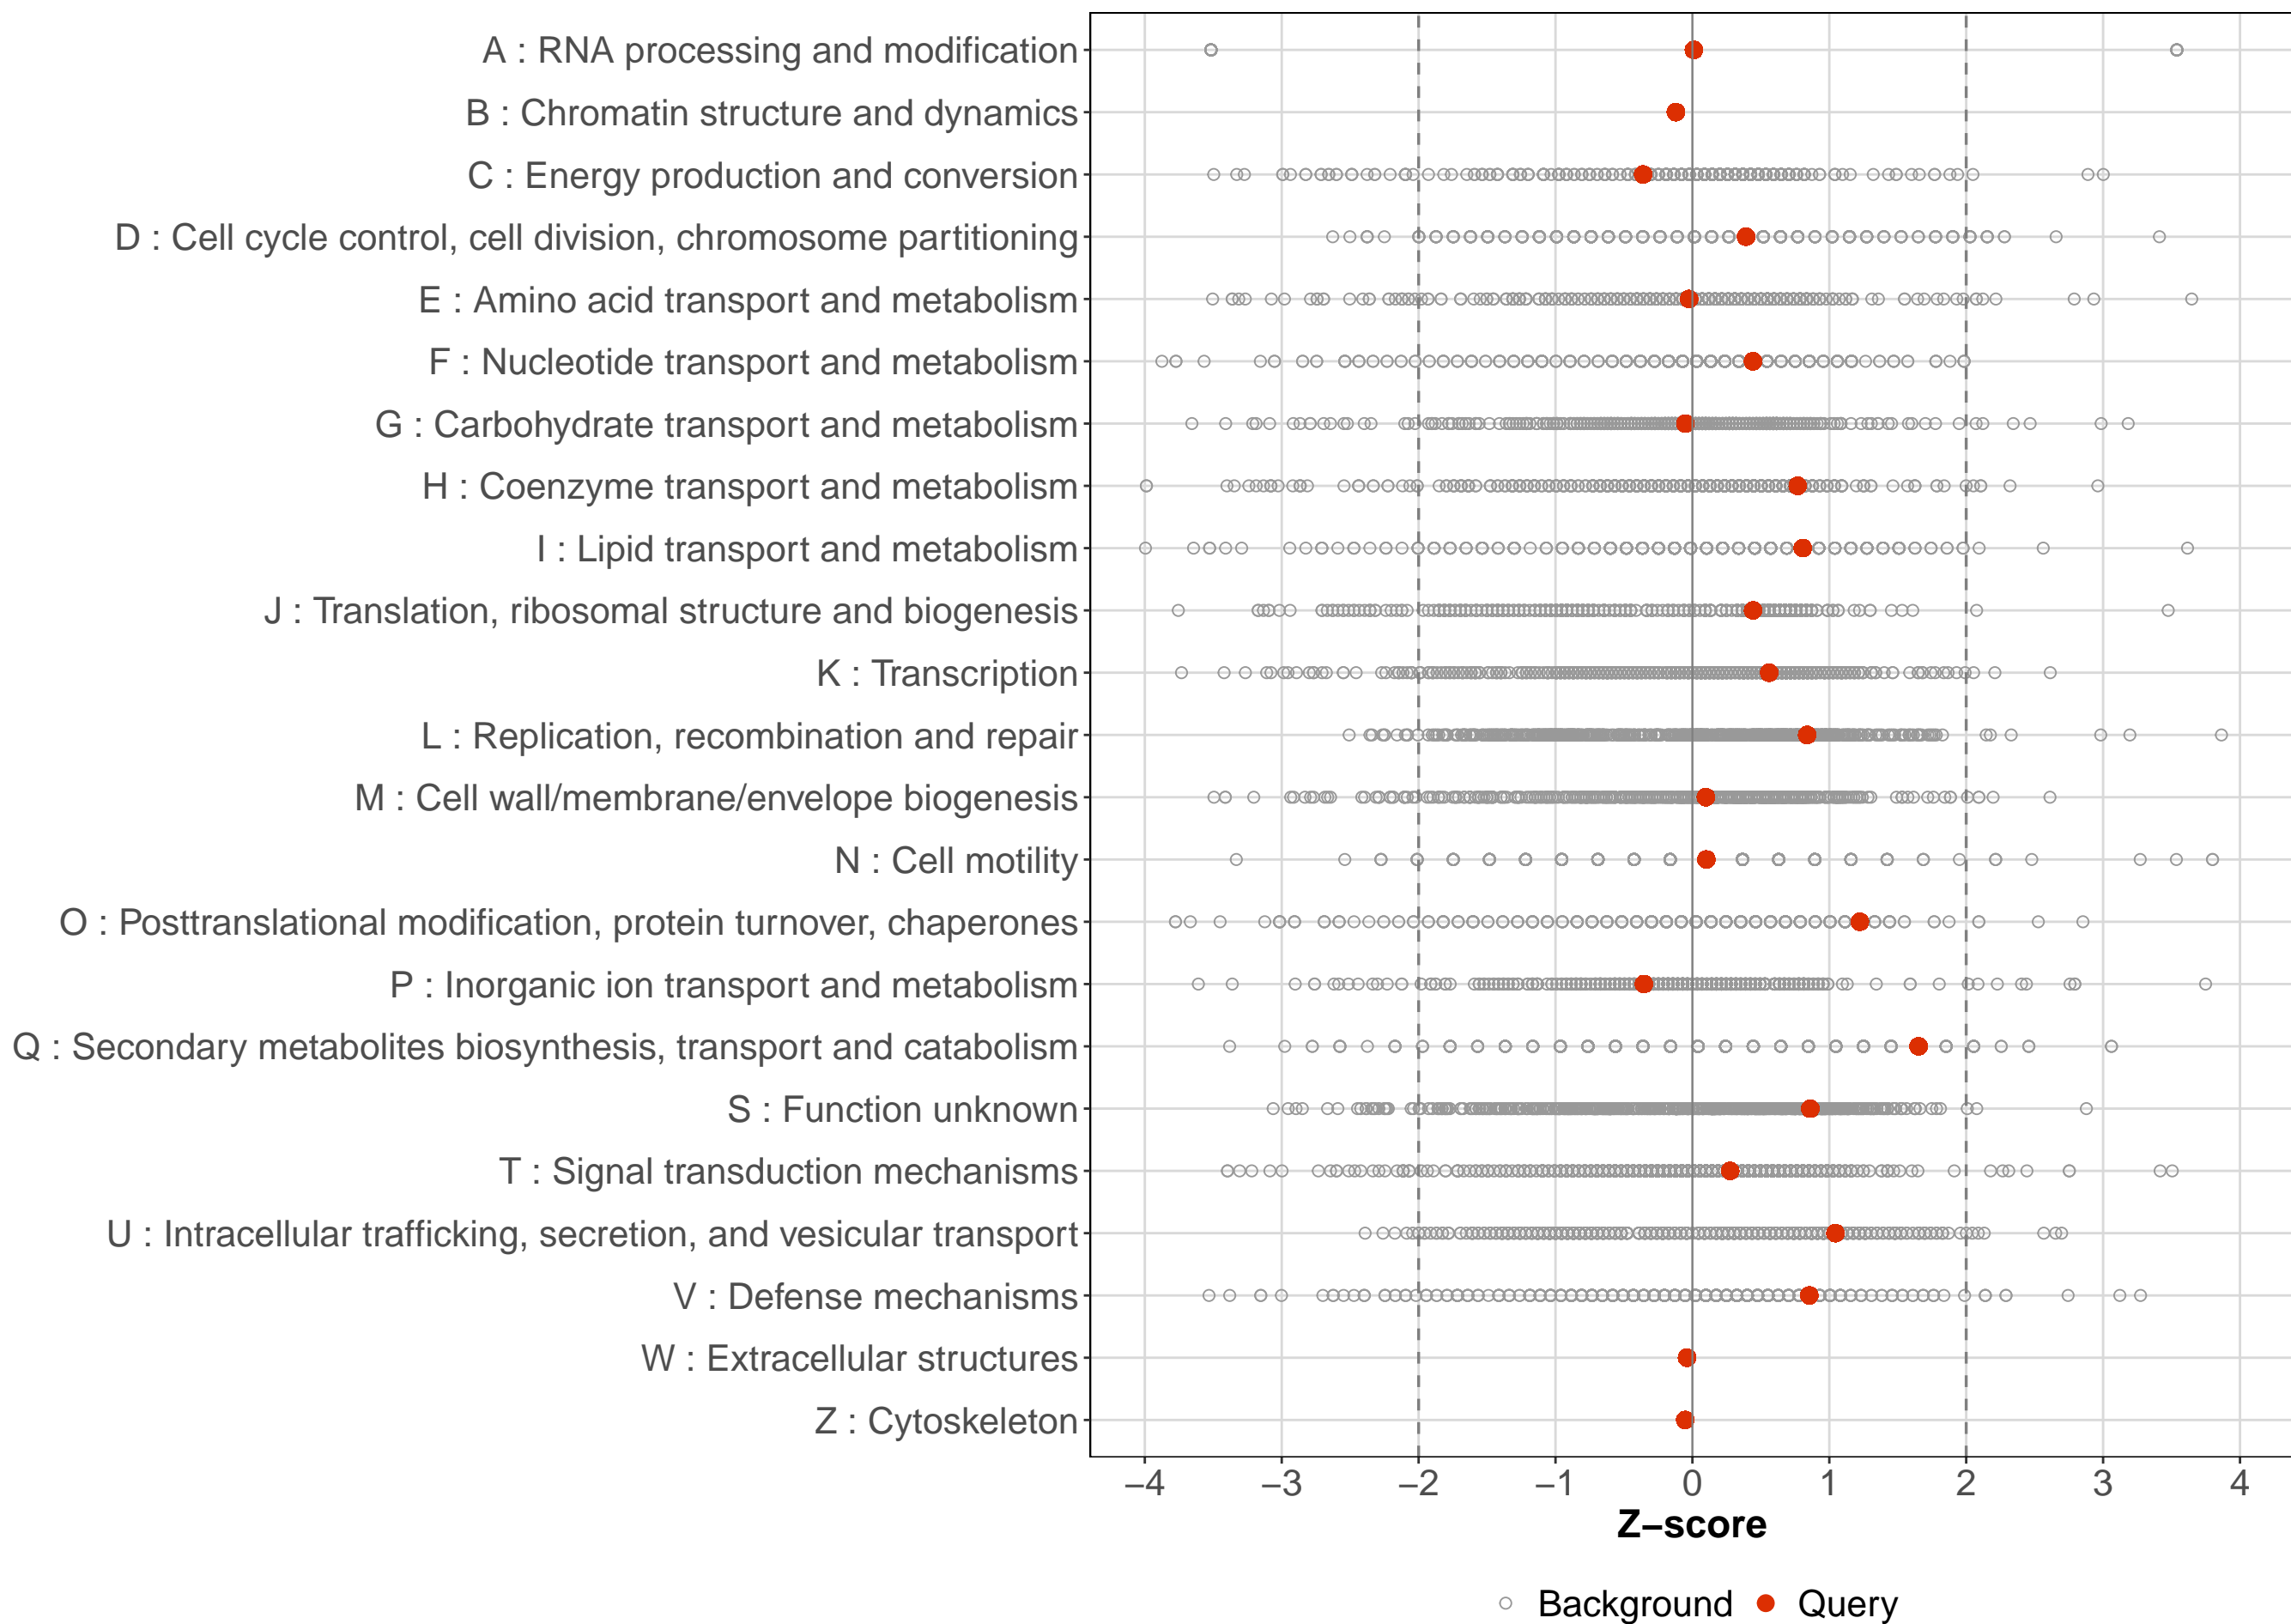 A : RNA processing and modification
B : Chromatin structure and dynamics
C : Energy production and conversion
D : Cell cycle control, cell division, chromosome partitioning
E : Amino acid transport and metabolism
F : Nucleotide transport and metabolism
G : Carbohydrate transport and metabolism
H : Coenzyme transport and metabolism
I : Lipid transport and metabolism
J : Translation, ribosomal structure and biogenesis
K : Transcription
L : Replication, recombination and repair
M : Cell wall/membrane/envelope biogenesis
N : Cell motility
O : Posttranslational modification, protein turnover, chaperones
P : Inorganic ion transport and metabolism
Q : Secondary metabolites biosynthesis, transport and catabolism
S : Function unknown
T : Signal transduction mechanisms
U : Intracellular trafficking, secretion, and vesicular transport
V : Defense mechanisms
W : Extracellular structures
Z : Cytoskeleton
−4 −3 −2 −1 0 1 2 3 4
Z−score
Background Query